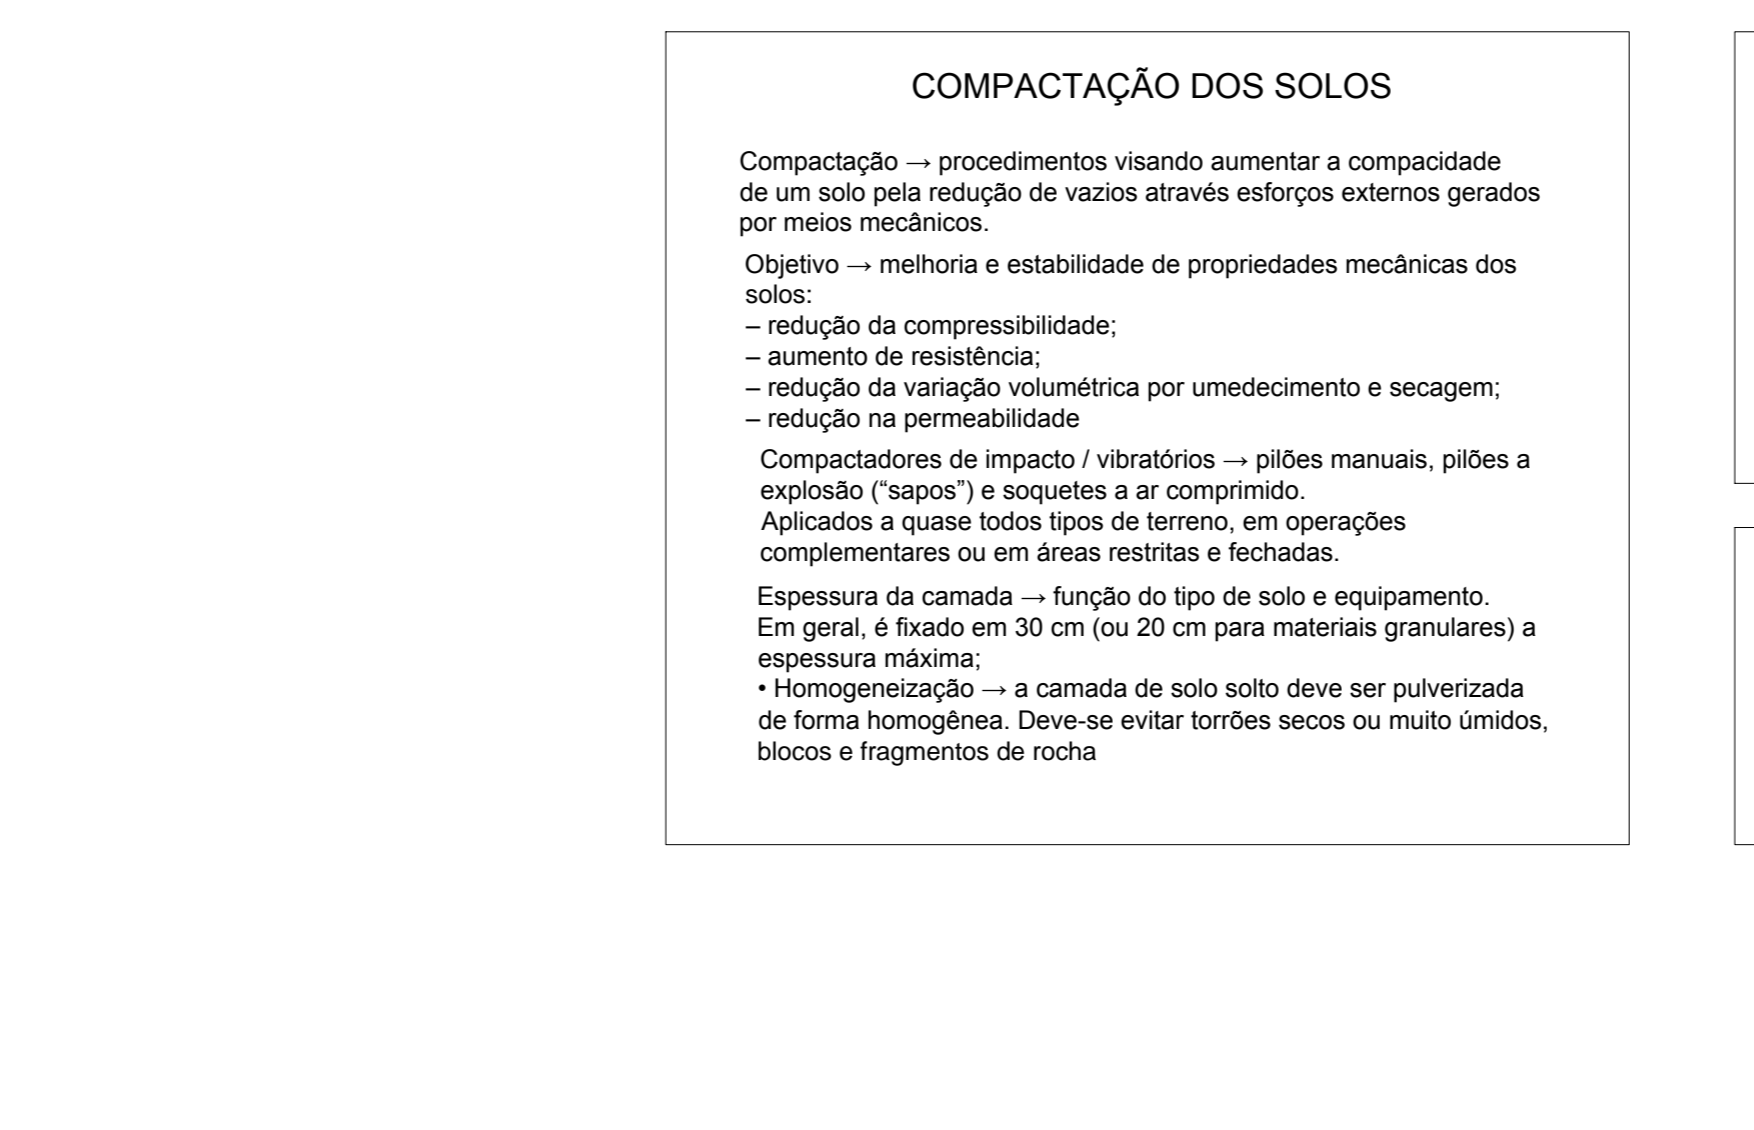 COMPACTAÇÃO DOS SOLOS
Compactação → procedimentos visando aumentar a compacidade
de um solo pela redução de vazios através esforços externos gerados
por meios mecânicos.
Objetivo → melhoria e estabilidade de propriedades mecânicas dos
solos:
– redução da compressibilidade;
– aumento de resistência;
– redução da variação volumétrica por umedecimento e secagem;
– redução na permeabilidade
Compactadores de impacto / vibratórios → pilões manuais, pilões a
explosão (“sapos”) e soquetes a ar comprimido.
Aplicados a quase todos tipos de terreno, em operações
complementares ou em áreas restritas e fechadas.
Espessura da camada → função do tipo de solo e equipamento.
Em geral, é fixado em 30 cm (ou 20 cm para materiais granulares) a
espessura máxima;
• Homogeneização → a camada de solo solto deve ser pulverizada
de forma homogênea. Deve-se evitar torrões secos ou muito úmidos,
blocos e fragmentos de rocha